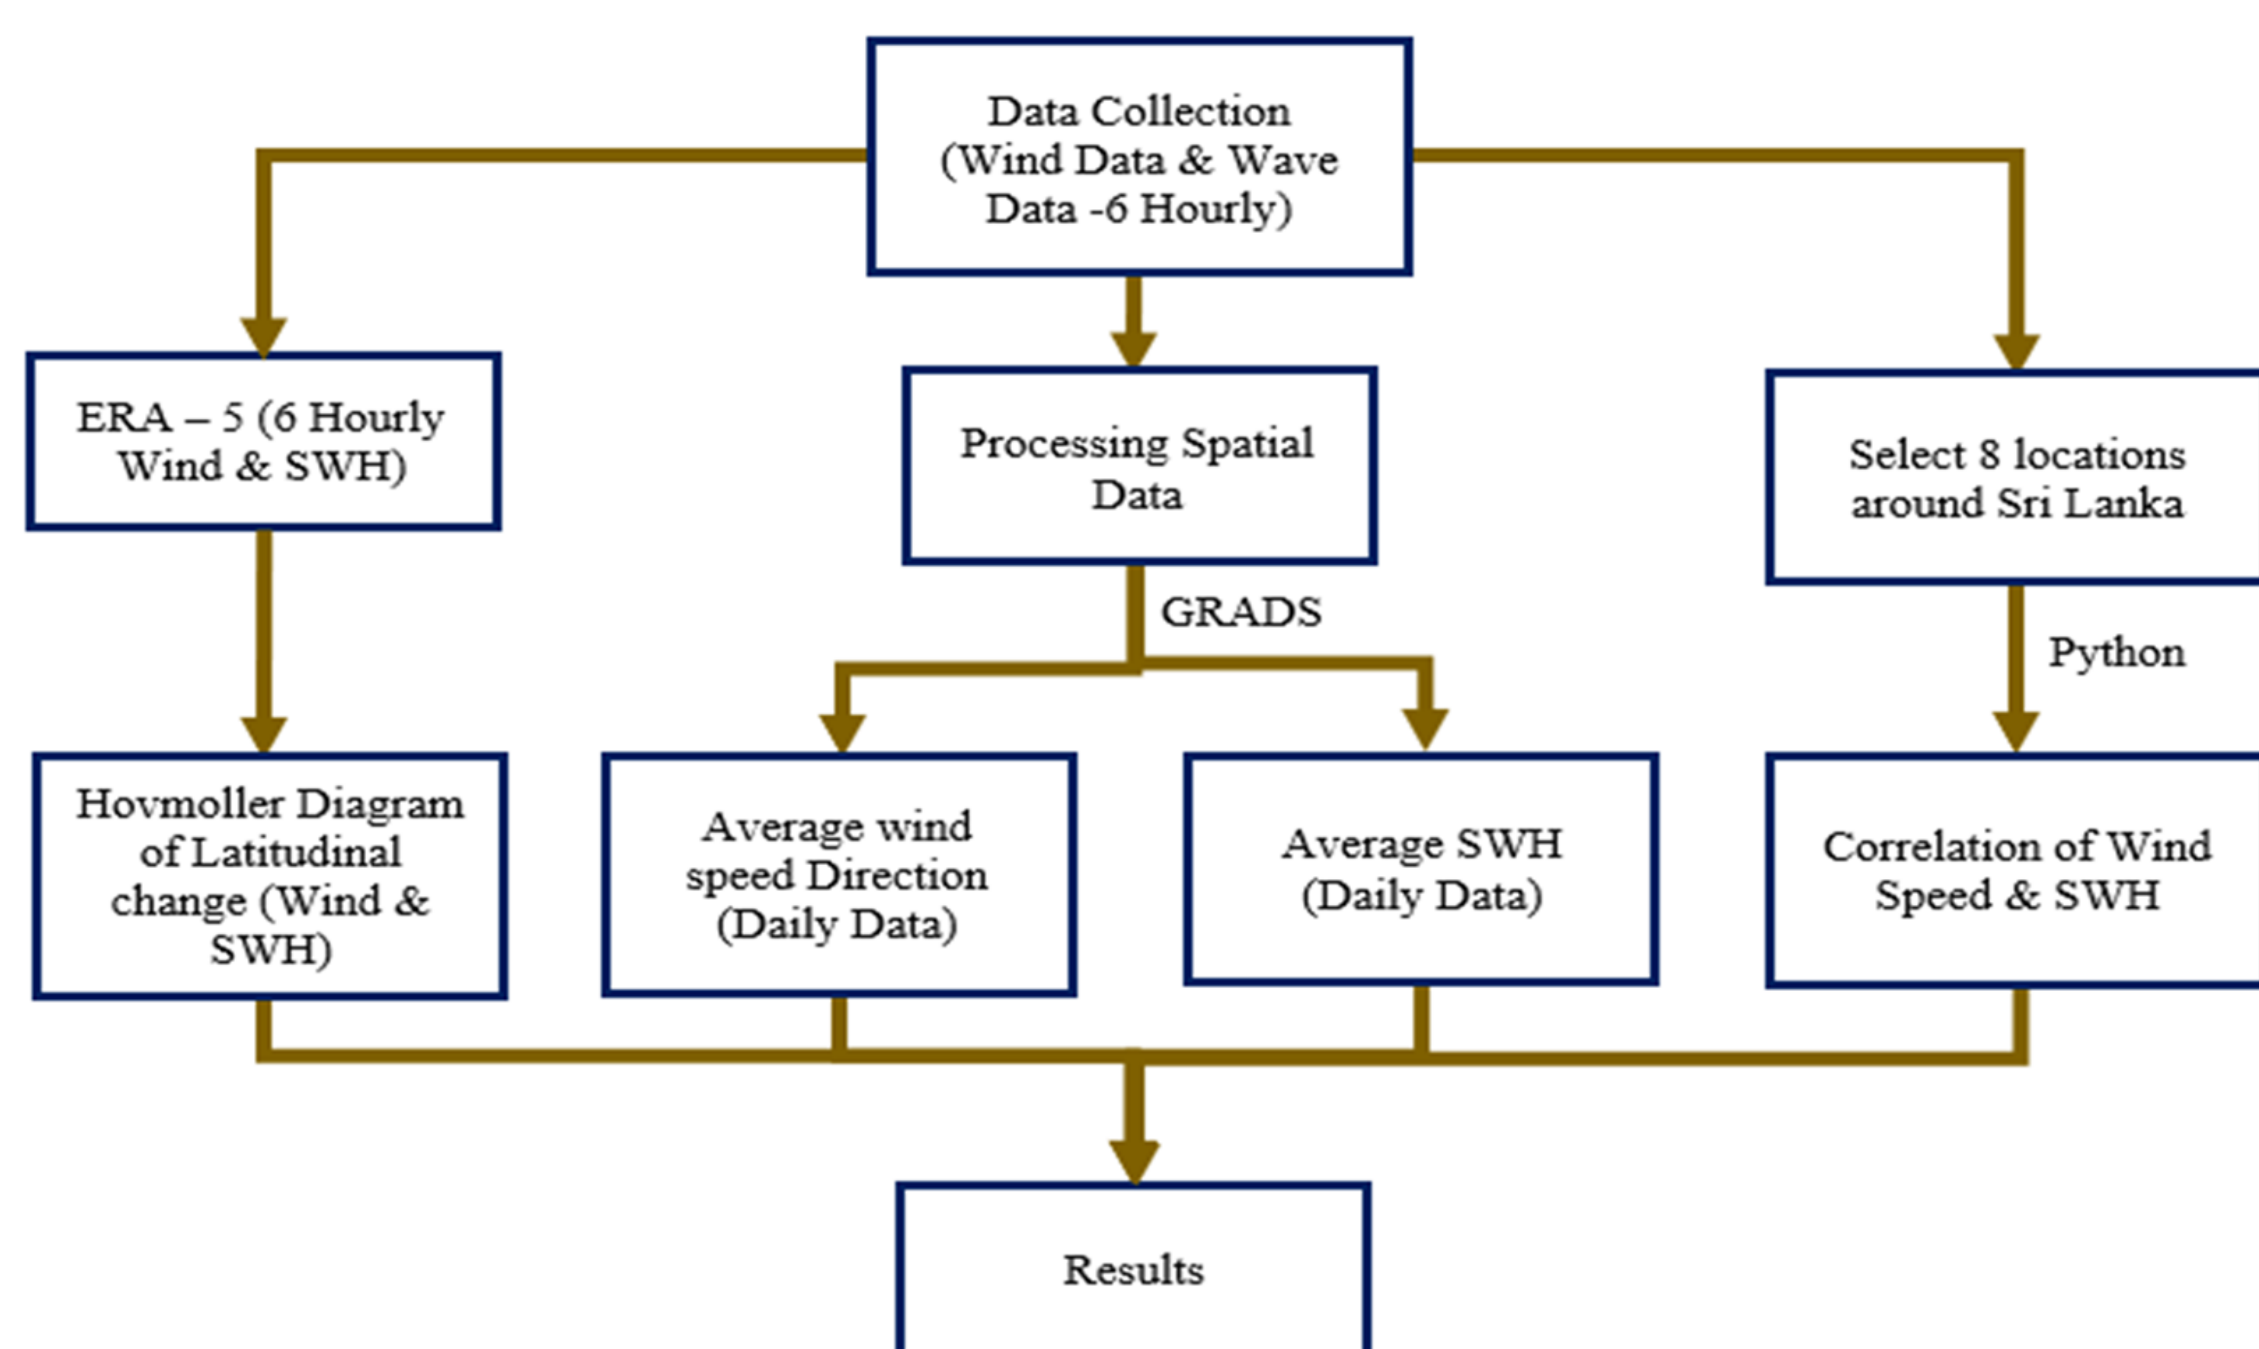 Data Collection
(Wind Data & Wave
Data -6 Hourly)
ERA – 5 (6 Hourly
Wind & SWH)
Processing Spatial
Data
Select 8 locations
around Sri Lanka
GRADS
Python
Hovmoller Diagram
of Latitudinal
change (Wind &
SWH)
Average wind
speed Direction
(Daily Data)
Average SWH
(Daily Data)
Correlation of Wind
Speed & SWH
Results